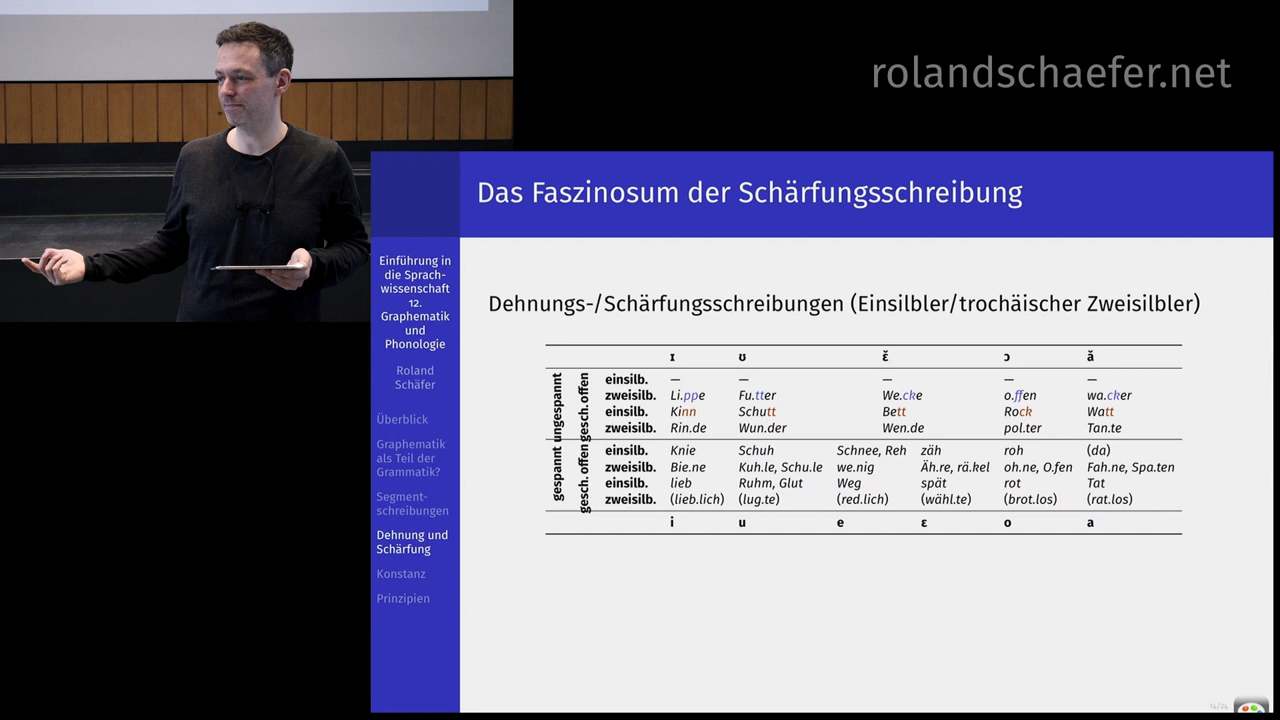 rolandschaefer.net
Das Faszinosum der Schärfungsschreibung
Einführung in
die Sprach-
wissenschaft
12.
Graphematik
und
Phonologie
Roland
Schäfer
Überblick
Graphematik
als Teil der
Grammatik?
Segment-
schreibungen
Dehnung und
Schärfung
Konstanz
Prinzipien
Dehnungs-/Schärfungsschreibungen (Einsilbler/trochäischer Zweisilbler)
ɪ ʊ ɛ̆ ɔ ă
ungespannt
offen
gesch.
einsilb. — — — — —
zweisilb. Li.ppe Fu.tter We.cke o.ffen wa.cker
einsilb. Kinn Schutt Bett Rock Watt
zweisilb. Rin.de Wun.der Wen.de pol.ter Tan.te
gespannt
offen
gesch.
einsilb. Knie Schuh Schnee, Reh zäh roh (da)
zweisilb. Bie.ne Kuh.le, Schu.le we.nig Äh.re, rä.kel oh.ne, O.fen Fah.ne, Spa.ten
einsilb. lieb Ruhm, Glut Weg spät rot Tat
zweisilb. (lieb.lich) (lug.te) (red.lich) (wähl.te) (brot.los) (rat.los)
i u e ɛ o a
14/24